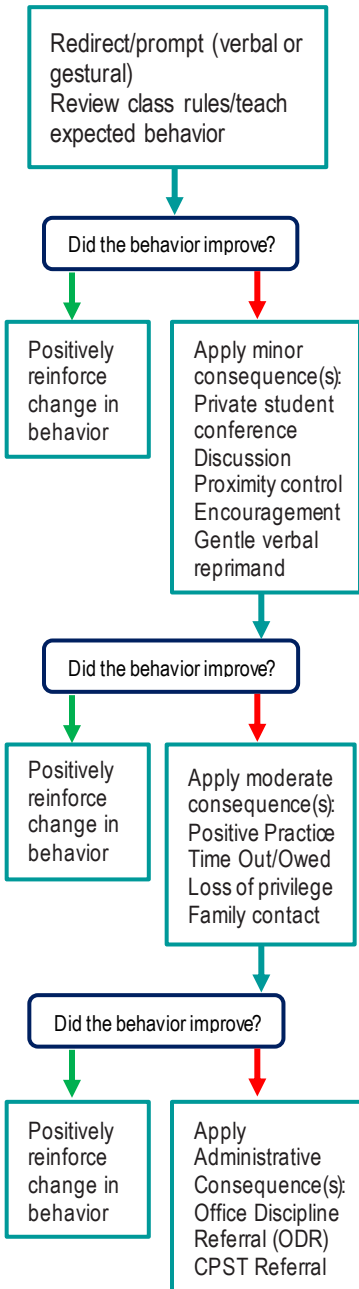 Redirect/prompt (verbal or
gestural)
Review class rules/teach
expected behavior
Did the behavior improve?
Positively
reinforce
change in
behavior
Apply minor
consequence(s):
Private student
conference
Discussion
Proximity control
Encouragement
Gentle verbal
reprimand
Did the behavior improve?
Positively
reinforce
change in
behavior
Apply moderate
consequence(s):
Positive Practice
Time Out/Owed
Loss of privilege
Family contact
Did the behavior improve?
Positively
reinforce
change in
behavior
Apply
Administrative
Consequence(s):
Office Discipline
Referral (ODR)
CPST Referral